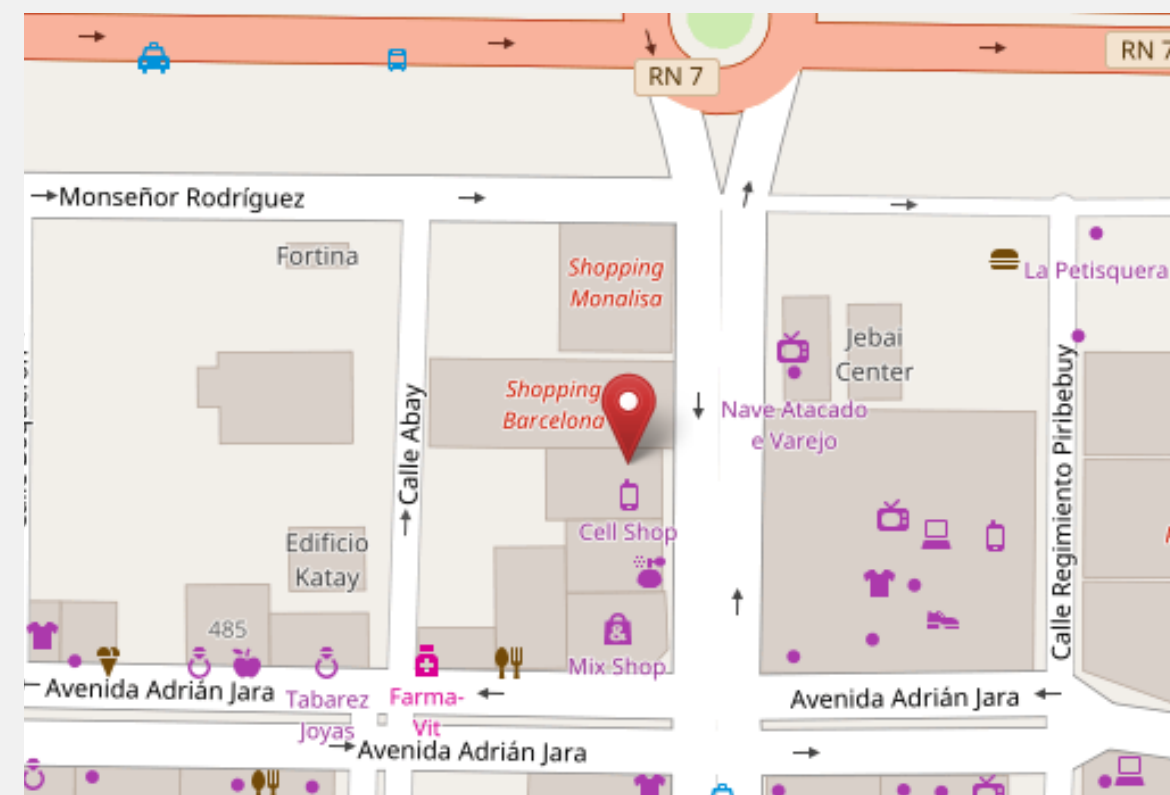 RN 7
RN 7
Monseñor Rodríguez
Fortina
Shopping
Monalisa
La Petisquera
Jebai
Center
Shopping
Barcelona
Nave Atacado
e Varejo
Calle Abay
Calle Regimiento Piribebuy
Cell Shop
Edificio
Katay
485
Mix Shop
Avenida Adrián Jara
Tabarez
Joyas
Farma-
Vit
Avenida Adrián Jara
Avenida Adrián Jara